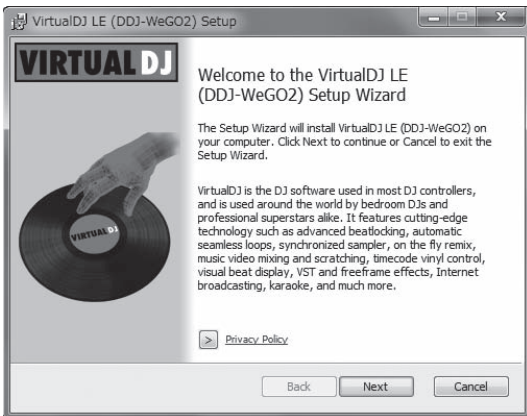 VirtualDJ LE (DDJ-WeGO2) Setup
VIRTUAL DJ
Welcome to the VirtualDJ LE
(DDJ-WeGO2) Setup Wizard
The Setup Wizard will install VirtualDJ LE (DDJ-WeGO2) on
your computer. Click Next to continue or Cancel to exit the
Setup Wizard.
VirtualDJ is the DJ software used in most DJ controllers,
and is used around the world by bedroom DJs and
professional superstars alike. It features cutting-edge
technology such as advanced beatlocking, automatic
seamless loops, synchronized sampler, on the fly remix,
music video mixing and scratching, timecode vinyl control,
visual beat display, VST and freeframe effects, Internet
broadcasting, karaoke, and much more.
VIRTUAL DJ
> Privacy Policy
Back Next Cancel